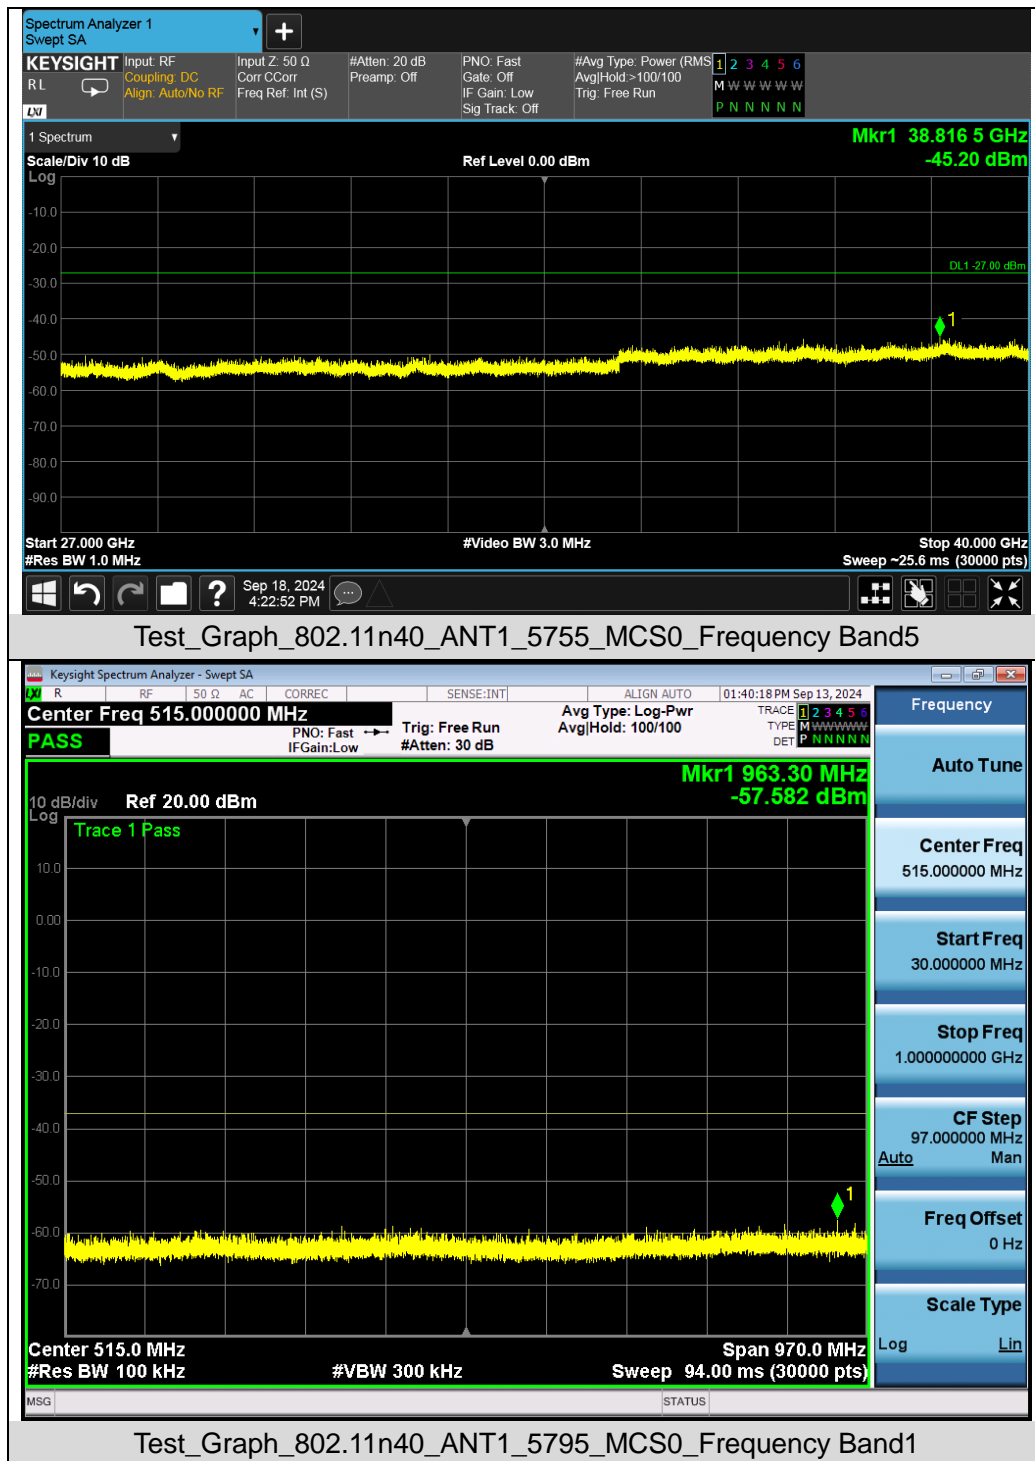 Spectrum Analyzer 1
Swept SA
KEYSIGHT
R L
LXI
Input: RF
Coupling: DC
Align: Auto/No RF
Input Z: 50 Ω
Corr CCorr
Freq Ref: Int (S)
#Atten: 20 dB
Preamp: Off
PNO: Fast
Gate: Off
IF Gain: Low
Sig Track: Off
#Avg Type: Power (RMS
Avg|Hold:>100/100
Trig: Free Run
1 2 3 4 5 6
M W W W W W
P N N N N N
1 Spectrum
Mkr1 38.816 5 GHz
Scale/Div 10 dB
Ref Level 0.00 dBm
-45.20 dBm
Log
-10.0
-20.0
DL1 -27.00 dBm
-30.0
-40.0
1
-50.0
-60.0
-70.0
-80.0
-90.0
Start 27.000 GHz
#Video BW 3.0 MHz
Stop 40.000 GHz
#Res BW 1.0 MHz
Sweep ~25.6 ms (30000 pts)
?
Sep 18, 2024
4:22:52 PM
Test_Graph_802.11n40_ANT1_5755_MCS0_Frequency Band5
Keysight Spectrum Analyzer - Swept SA
LXI R RF 50 Ω AC CORREC SENSE:INT ALIGN AUTO 01:40:18 PM Sep 13, 2024
Center Freq 515.000000 MHz
PASS
PNO: Fast
IFGain:Low
Trig: Free Run
#Atten: 30 dB
Avg Type: Log-Pwr
Avg|Hold: 100/100
TRACE 1 2 3 4 5 6
TYPE M W W W W W
DET P N N N N N
Frequency
Mkr1 963.30 MHz
-57.582 dBm
10 dB/div
Log
Ref 20.00 dBm
Trace 1 Pass
10.0
0.00
-10.0
-20.0
-30.0
-40.0
-50.0
1
-60.0
-70.0
Center 515.0 MHz
Span 970.0 MHz
#Res BW 100 kHz
#VBW 300 kHz
Sweep 94.00 ms (30000 pts)
Auto Tune
Center Freq
515.000000 MHz
Start Freq
30.000000 MHz
Stop Freq
1.000000000 GHz
CF Step
97.000000 MHz
Auto Man
Freq Offset
0 Hz
Scale Type
Log Lin
MSG STATUS
Test_Graph_802.11n40_ANT1_5795_MCS0_Frequency Band1